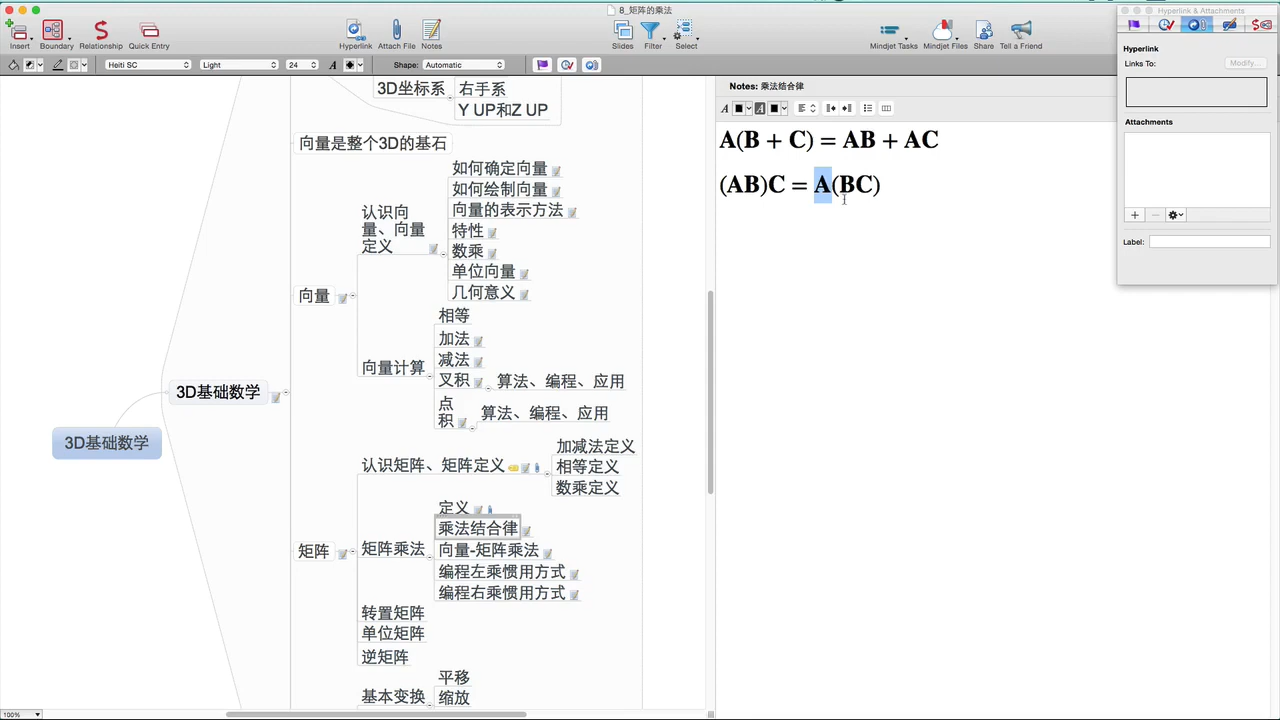 8_矩阵的乘法
Hyperlink & Attachments
Insert
Boundary
Relationship
Quick Entry
Hyperlink
Attach File
Notes
Slides
Filter
Select
Mindjet Tasks
Mindjet Files
Share
Tell a Friend
Heiti SC
Light
24
Shape:
Automatic
Hyperlink
Links To:
Modify...
Attachments
Label:
Notes: 乘法结合律
A(B + C) = AB + AC
(AB)C = A(BC)
3D坐标系
右手系
Y UP和Z UP
向量是整个3D的基石
如何确定向量
如何绘制向量
向量的表示方法
特性
数乘
单位向量
几何意义
认识向
量、向量
定义
向量
相等
加法
减法
叉积
算法、编程、应用
点
积
算法、编程、应用
向量计算
3D基础数学
3D基础数学
认识矩阵、矩阵定义
加减法定义
相等定义
数乘定义
定义
乘法结合律
向量-矩阵乘法
编程左乘惯用方式
编程右乘惯用方式
矩阵乘法
矩阵
转置矩阵
单位矩阵
逆矩阵
基本变换
平移
缩放
100%